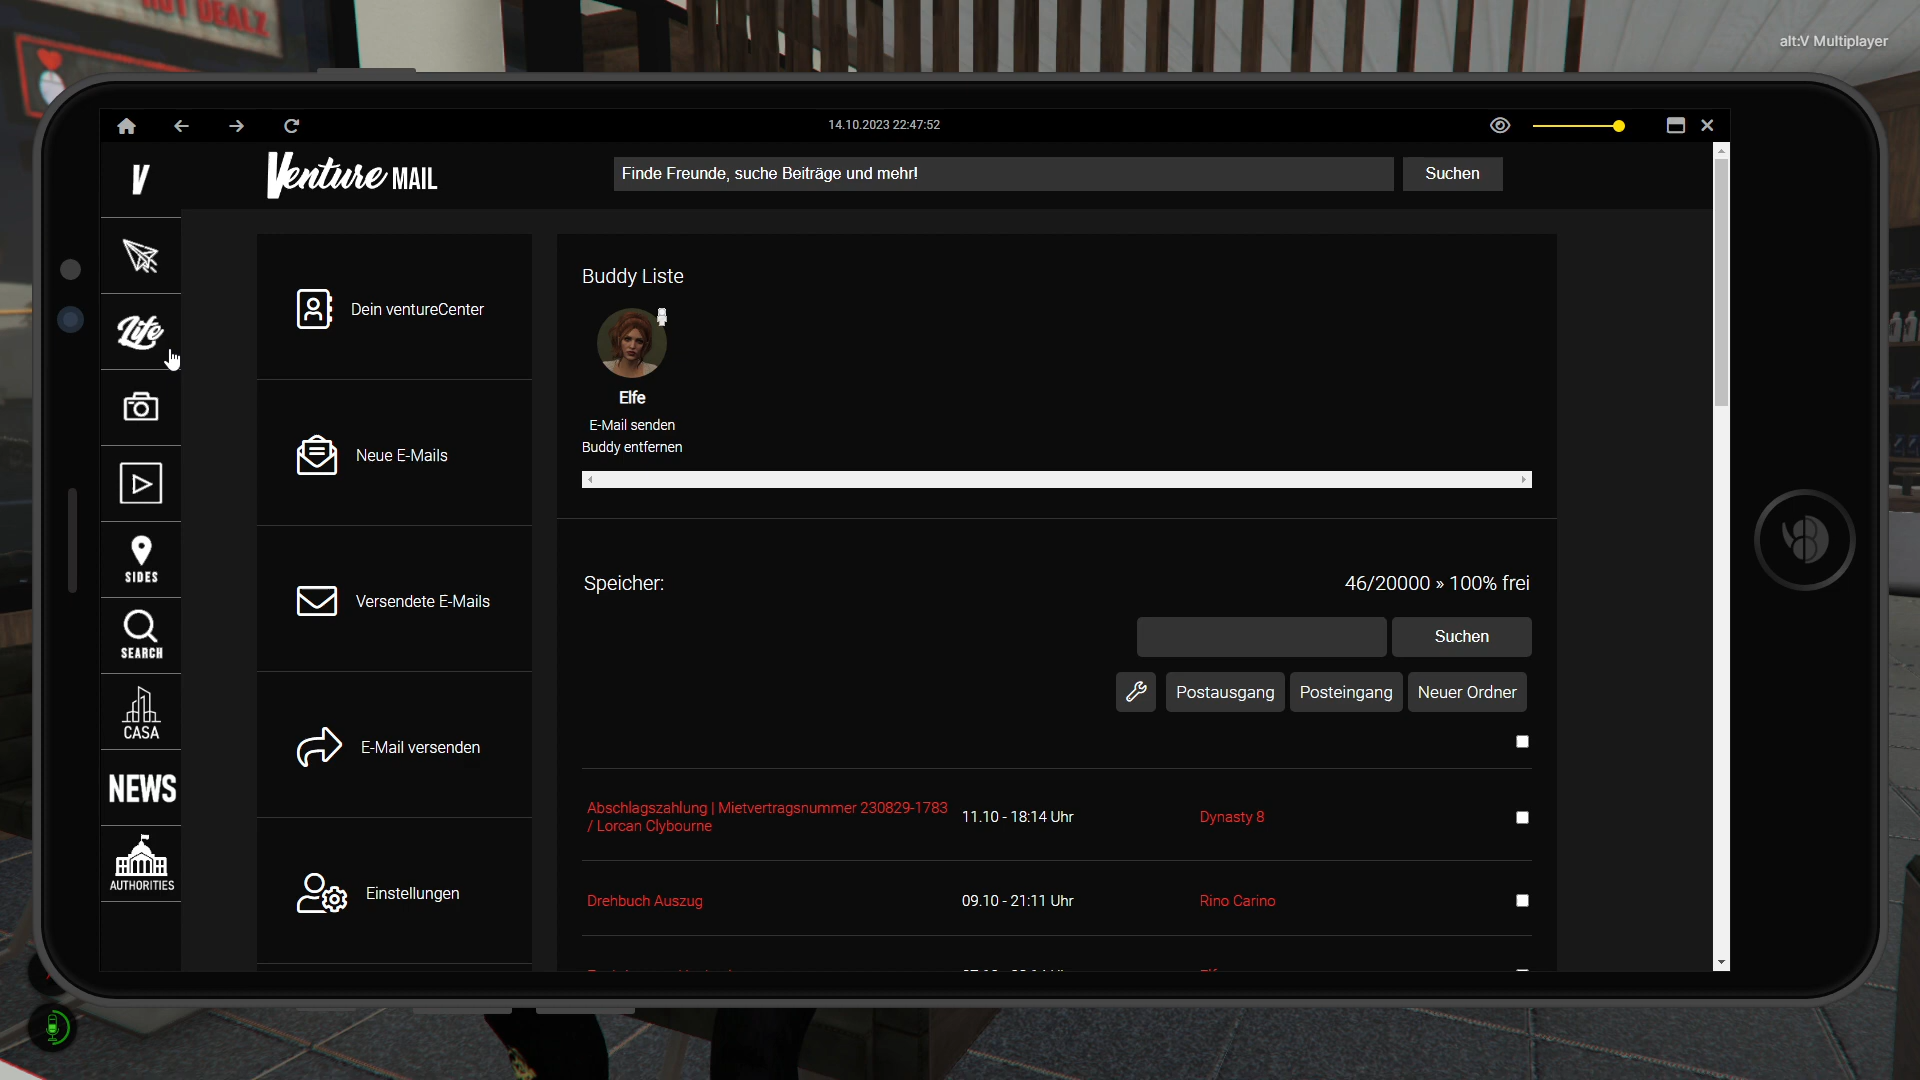 HOT DEALZ
alt:V Multiplayer
14.10.2023 22:47:52
V
Venture MAIL
Finde Freunde, suche Beiträge und mehr!
Suchen
Life
SIDES
SEARCH
CASA
NEWS
AUTHORITIES
Dein ventureCenter
Neue E-Mails
Versendete E-Mails
E-Mail versenden
Einstellungen
Buddy Liste
Elfe
E-Mail senden
Buddy entfernen
Speicher:
46/20000 » 100% frei
Suchen
Postausgang
Posteingang
Neuer Ordner
Abschlagszahlung | Mietvertragsnummer 230829-1783
/ Lorcan Clybourne
11.10 - 18:14 Uhr
Dynasty 8
Drehbuch Auszug
09.10 - 21:11 Uhr
Rino Carino